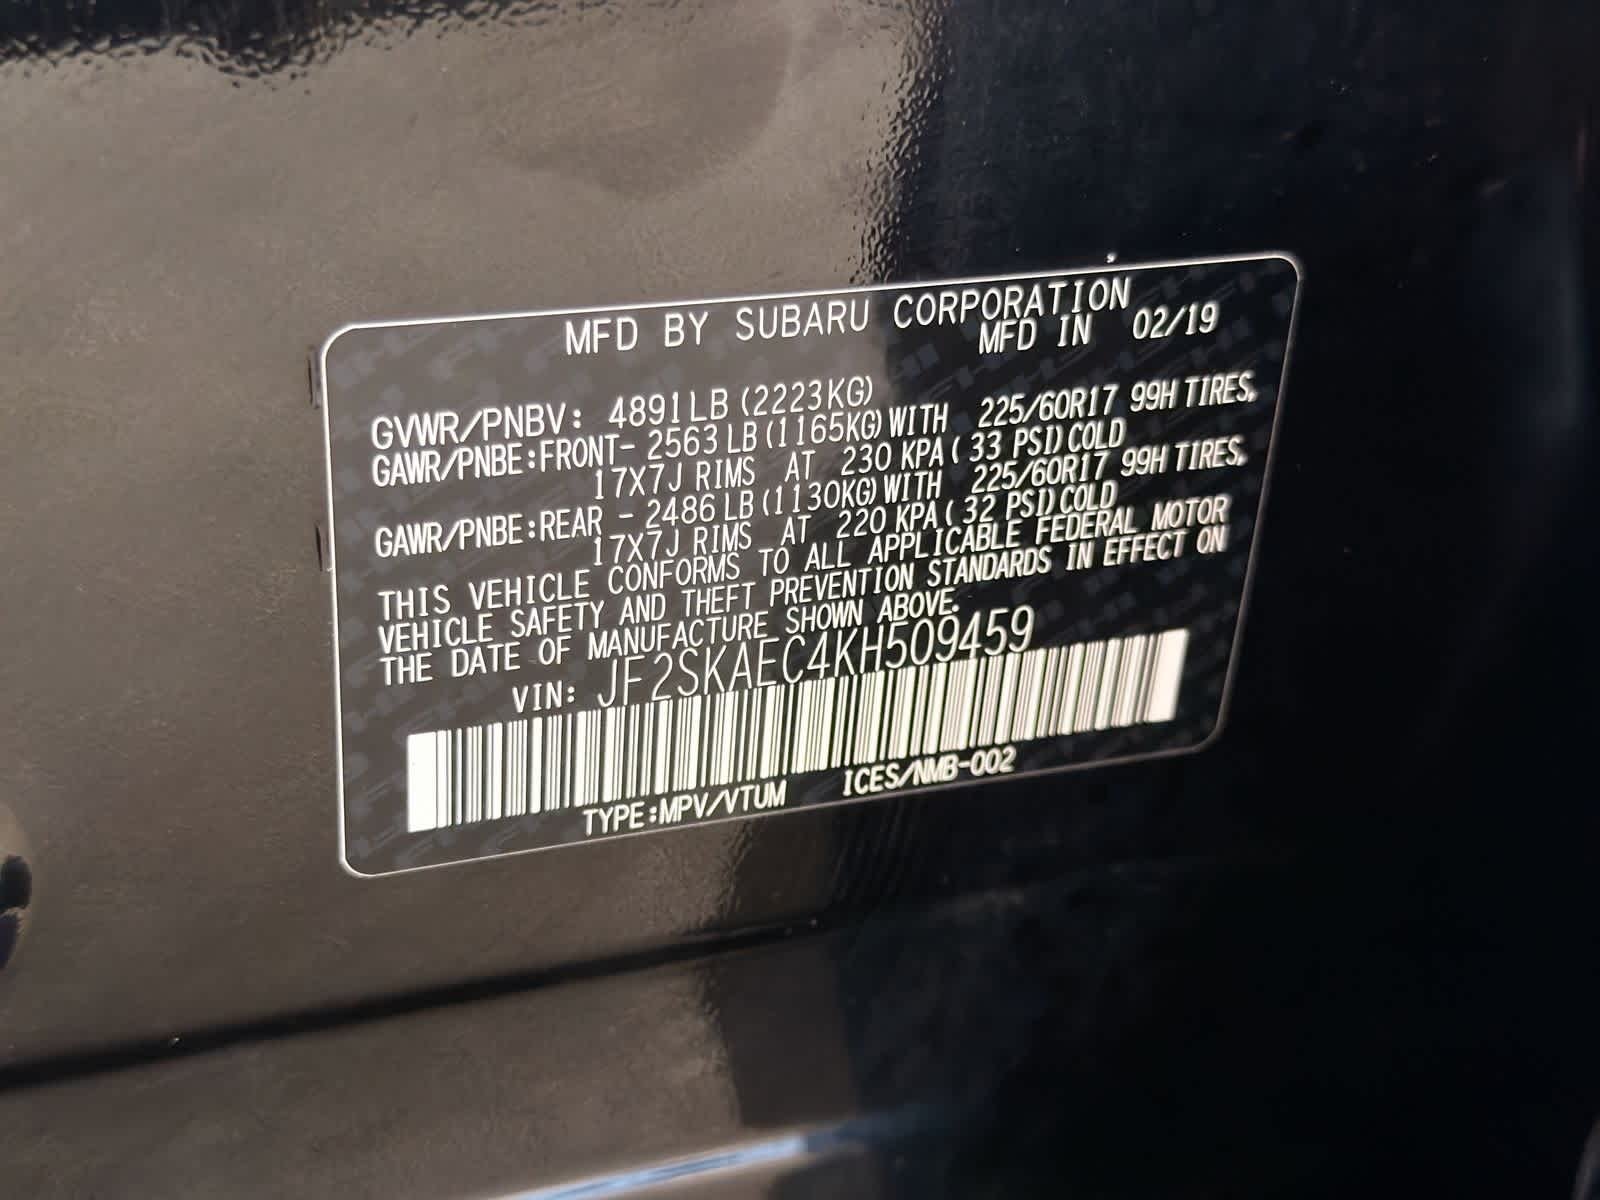 MFD BY SUBARU CORPORATION
MFD IN 02/19
GVWR/PNBV: 4891LB (2223KG)
GAWR/PNBE:FRONT- 2563 LB (1165KG) WITH 225/60R17 99H TIRES,
17X7J RIMS AT 230 KPA ( 33 PSI) COLD
GAWR/PNBE:REAR - 2486 LB (1130KG) WITH 225/60R17 99H TIRES,
17X7J RIMS AT 220 KPA ( 32 PSI) COLD
THIS VEHICLE CONFORMS TO ALL APPLICABLE FEDERAL MOTOR
VEHICLE SAFETY AND THEFT PREVENTION STANDARDS IN EFFECT ON
THE DATE OF MANUFACTURE SHOWN ABOVE.
VIN: JF2SKAEC4KH509459
TYPE:MPV/VTUM ICES/NMB-002